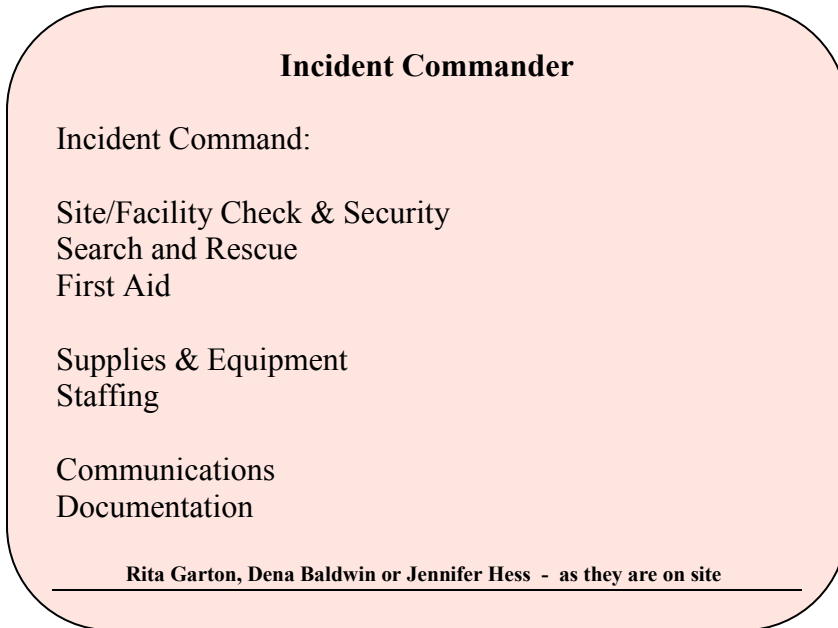 Incident Commander
Incident Command:
Site/Facility Check & Security
Search and Rescue
First Aid
Supplies & Equipment
Staffing
Communications
Documentation
Rita Garton, Dena Baldwin or Jennifer Hess - as they are on site